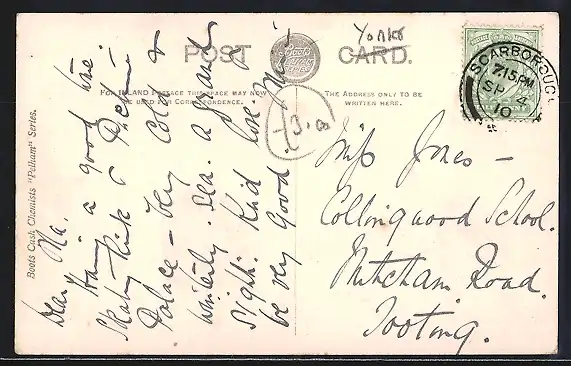 Yorks
POST CARD.
FOR INLAND POSTAGE THIS SPACE MAY NOW
BE USED FOR CORRESPONDENCE.
THE ADDRESS ONLY TO BE
WRITTEN HERE.
Boots Cash Chemists "Pelham" Series.
SCARBOROUGH
7.15 PM
SP 4
10
Dear Ma.
Having a good time.
Skating Rink &
Palace - Very Cold &
winterly. Sea. a grand
Sight. Kind love.
be very Good
Miss Jones -
Collingwood School.
Mitcham Road.
Tooting.